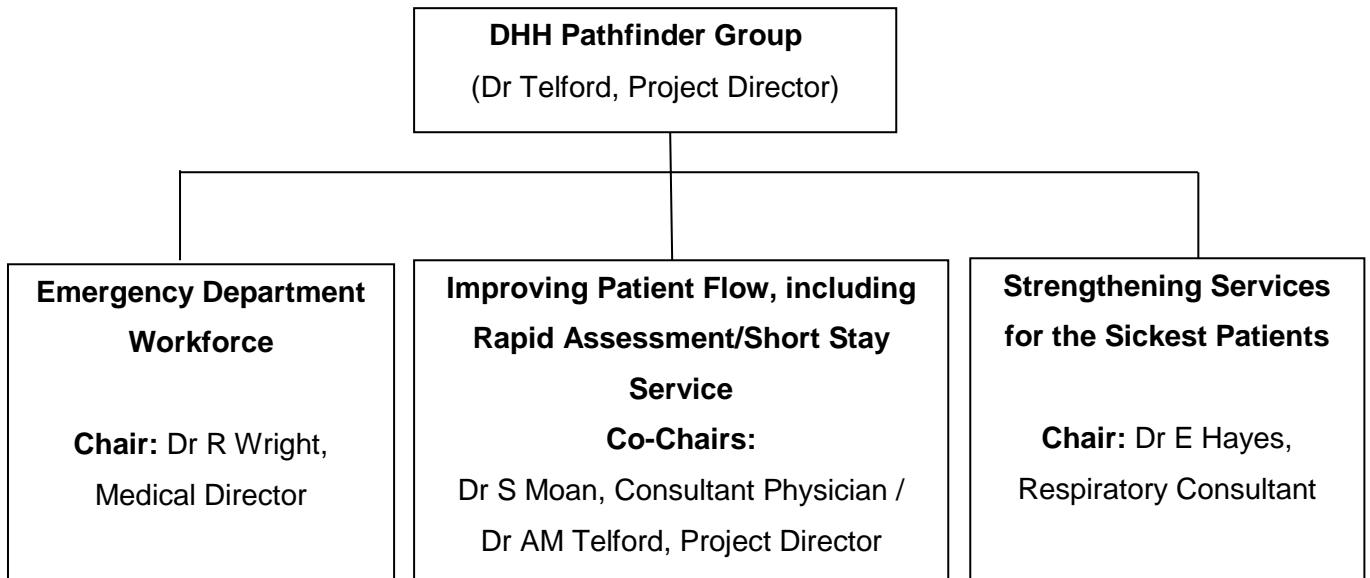 DHH Pathfinder Group
(Dr Telford, Project Director)
Emergency Department
Workforce
Chair: Dr R Wright,
Medical Director
Improving Patient Flow, including
Rapid Assessment/Short Stay
Service
Co-Chairs:
Dr S Moan, Consultant Physician /
Dr AM Telford, Project Director
Strengthening Services
for the Sickest Patients
Chair: Dr E Hayes,
Respiratory Consultant